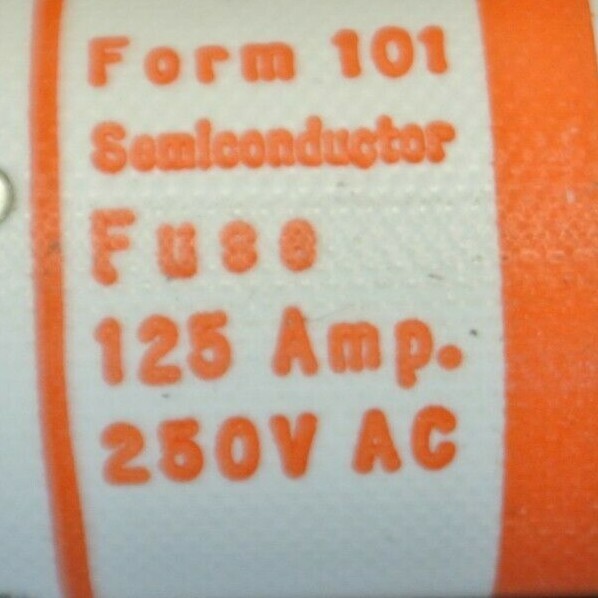 Form 101
Semiconductor
Fuse
125 Amp.
250V AC